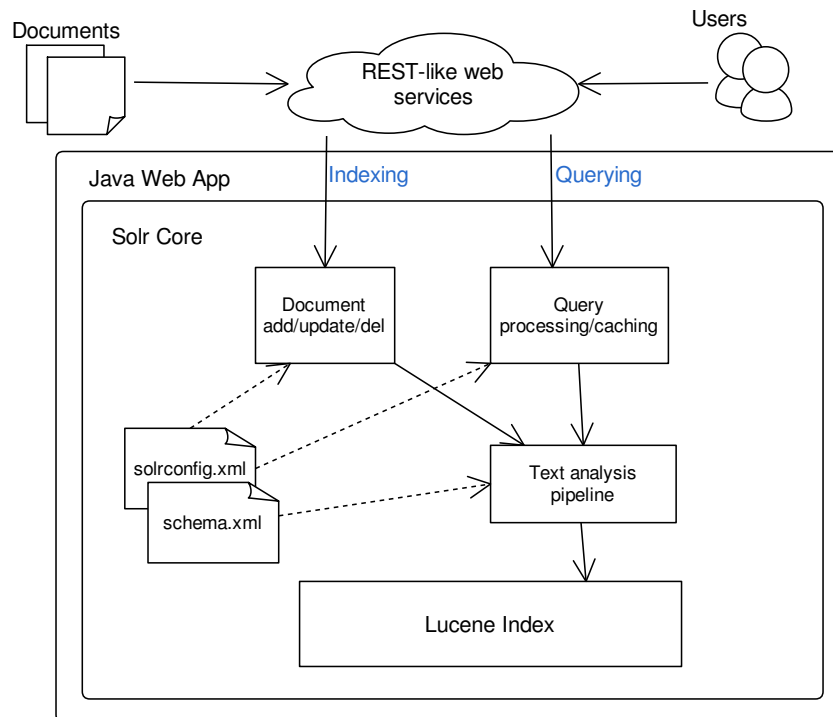 Documents
Users
REST-like web
services
Java Web App
Indexing
Querying
Solr Core
Document
add/update/del
Query
processing/caching
solrconfig.xml
schema.xml
Text analysis
pipeline
Lucene Index